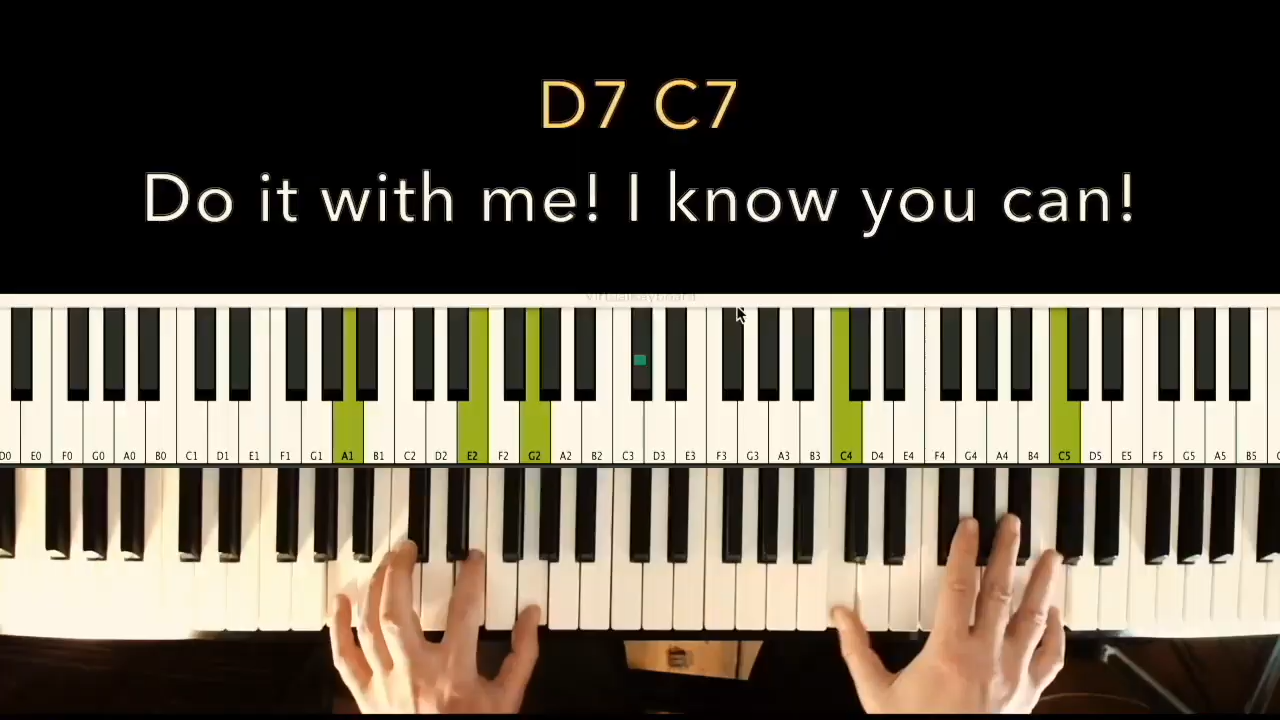 D7 C7
Do it with me! I know you can!
VirtualKeyboard
D0 E0 F0 G0 A0 B0 C1 D1 E1 F1 G1 A1 B1 C2 D2 E2 F2 G2 A2 B2 C3 D3 E3 F3 G3 A3 B3 C4 D4 E4 F4 G4 A4 B4 C5 D5 E5 F5 G5 A5 B5